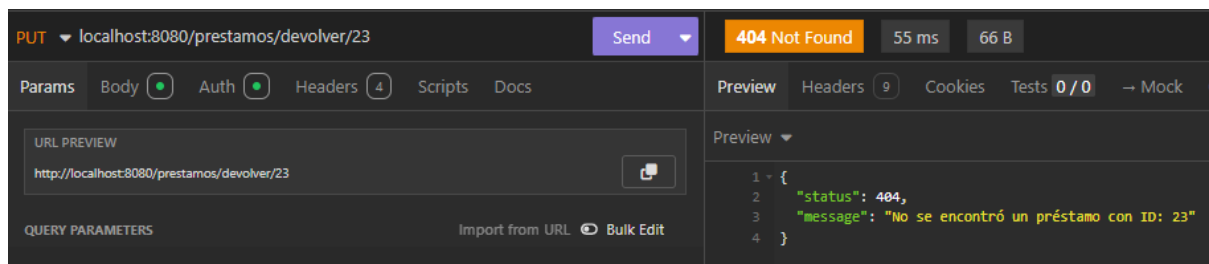 PUT localhost:8080/prestamos/devolver/23 Send
Params Body Auth Headers 4 Scripts Docs
URL PREVIEW
http://localhost:8080/prestamos/devolver/23
QUERY PARAMETERS Import from URL Bulk Edit
404 Not Found 55 ms 66 B
Preview Headers 9 Cookies Tests 0 / 0 → Mock
Preview
1 {
2 "status": 404,
3 "message": "No se encontró un préstamo con ID: 23"
4 }